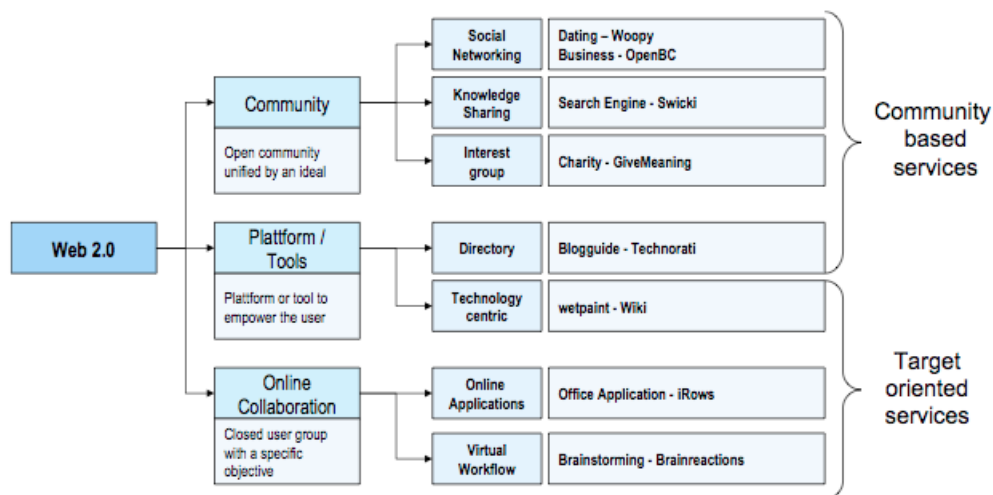 Web 2.0
Community
Open community
unified by an ideal
Social
Networking
Dating – Woopy
Business - OpenBC
Knowledge
Sharing
Search Engine - Swicki
Interest
group
Charity - GiveMeaning
Plattform /
Tools
Plattform or tool to
empower the user
Directory
Blogguide - Technorati
Technology
centric
wetpaint - Wiki
Online
Collaboration
Closed user group
with a specific
objective
Online
Applications
Office Application - iRows
Virtual
Workflow
Brainstorming - Brainreactions
Community
based
services
Target
oriented
services